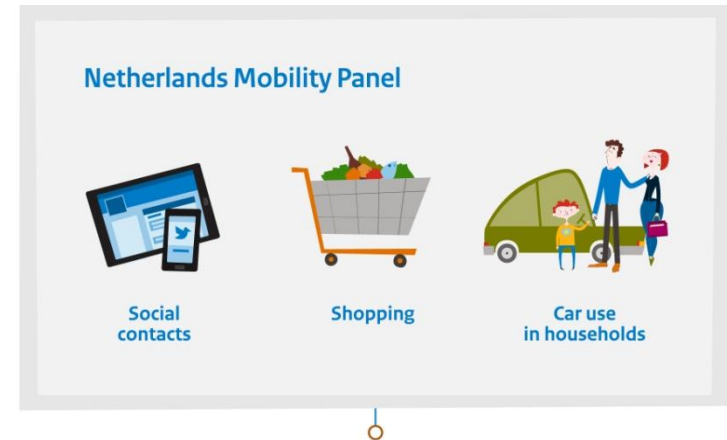 Netherlands Mobility Panel
Social
contacts
Shopping
Car use
in households